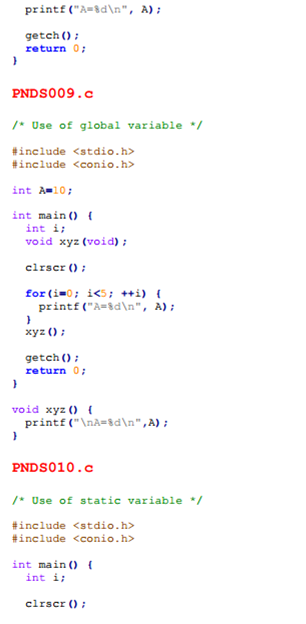 printf("A=%d\n", A);
getch();
return 0;
}
PNDS009.c
/* Use of global variable */
#include <stdio.h>
#include <conio.h>
int A=10;
int main() {
int i;
void xyz(void);
clrscr();
for(i=0; i<5; ++i) {
printf("A=%d\n", A);
}
xyz();
getch();
return 0;
}
void xyz() {
printf("\nA=%d\n",A);
}
PNDS010.c
/* Use of static variable */
#include <stdio.h>
#include <conio.h>
int main() {
int i;
clrscr();